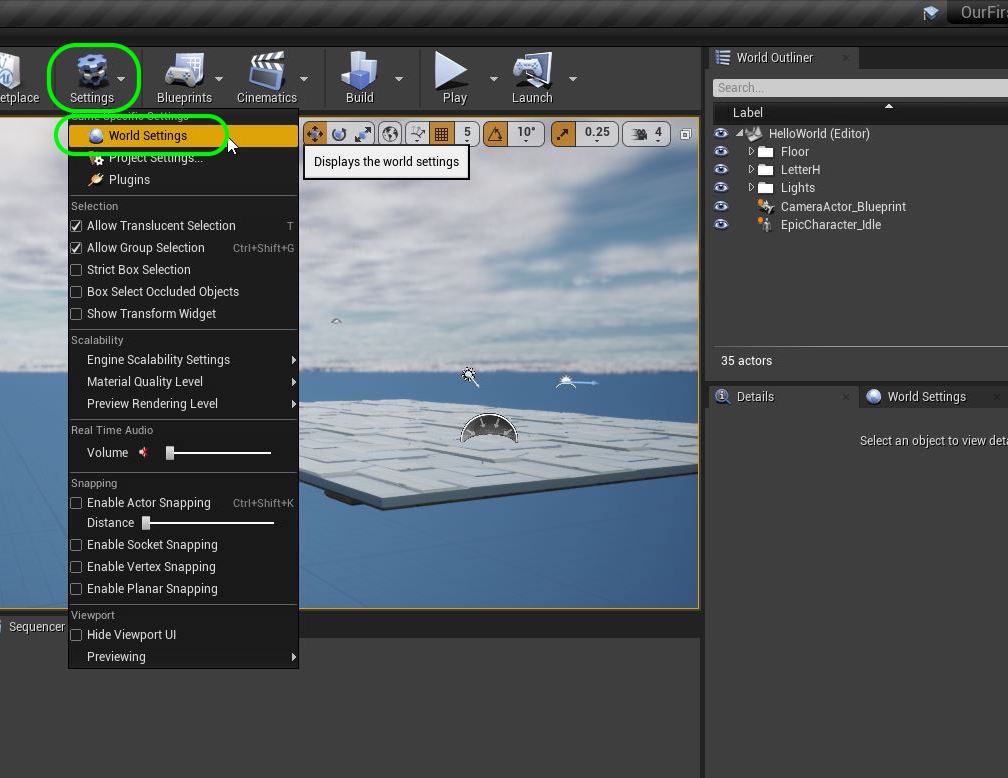 OurFir
etplace
Settings
Blueprints
Cinematics
Build
Play
Launch
Game Specific Settings
World Settings
Project Settings...
Plugins
Selection
Allow Translucent Selection T
Allow Group Selection Ctrl+Shift+G
Strict Box Selection
Box Select Occluded Objects
Show Transform Widget
Scalability
Engine Scalability Settings
Material Quality Level
Preview Rendering Level
Real Time Audio
Volume
Snapping
Enable Actor Snapping Ctrl+Shift+K
Distance
Enable Socket Snapping
Enable Vertex Snapping
Enable Planar Snapping
Viewport
Hide Viewport UI
Previewing
5 10° 0.25 4
Displays the world settings
Sequencer
World Outliner
Search...
Label
HelloWorld (Editor)
Floor
LetterH
Lights
CameraActor_Blueprint
EpicCharacter_Idle
35 actors
Details
World Settings
Select an object to view deta